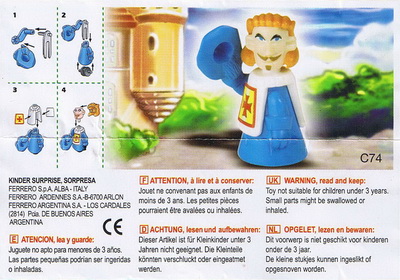 1
2
3
4
C74
KINDER SURPRISE, SORPRESA
FERRERO S.p.A. ALBA - ITALY
FERRERO ARDENNES S.A.-B-6700 ARLON
FERRERO ARGENTINA S.A. - LOS CARDALES
(2814) Pcia. DE BUENOS AIRES
ARGENTINA
CE
E ATENCION, lea y guarde:
Juguete no apto para menores de 3 años.
Las partes pequeñas podrían ser ingeridas
o inhaladas.
F ATTENTION, à lire et à conserver:
Jouet ne convenant pas aux enfants de
moins de 3 ans. Les petites pièces
pourraient être avalées ou inhalées.
D ACHTUNG, lesen und aufbewahren:
Dieser Artikel ist für Kleinkinder unter 3
Jahren nicht geeignet. Die Kleinteile
könnten verschluckt oder eingeatmet
werden.
UK WARNING, read and keep:
Toy not suitable for children under 3 years.
Small parts might be swallowed or
inhaled.
NL OPGELET, lezen en bewaren:
Dit voorwerp is niet geschikt voor kinderen
onder de 3 jaar.
De kleine stukjes kunnen ingeslikt of
opgesnoven worden.